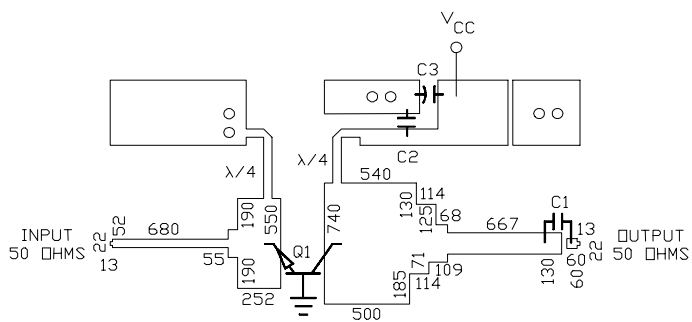 VCC
C3
C2
λ/4
λ/4
540
190
550
740
130
114
125
68
C1
INPUT
50 OHMS
22
52
13
680
55
Q1
667
13
OUTPUT
50 OHMS
22
60
60
130
190
252
71
109
185
114
500